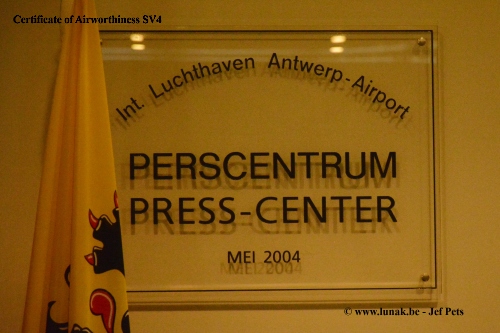 Certificate of Airworthiness SV4
Int. Luchthaven Antwerp-Airport
PERSCENTRUM
PRESS-CENTER
MEI 2004
© www.lunak.be - Jef Pets